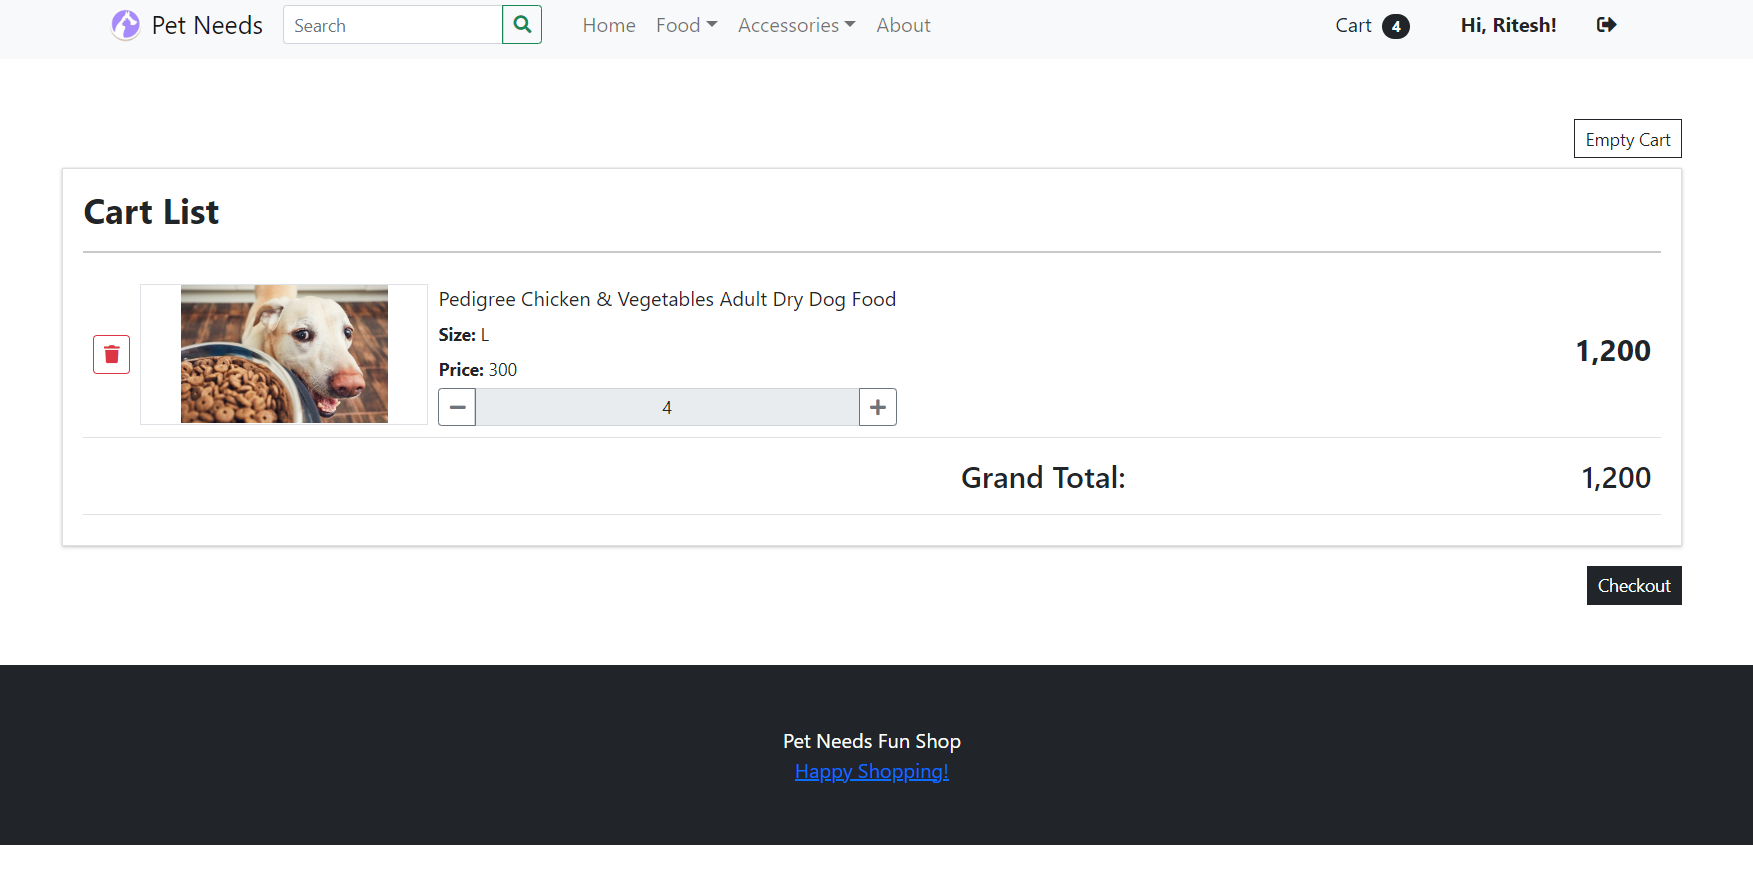 Pet Needs
Search
Home
Food
Accessories
About
Cart 4
Hi, Ritesh!
Empty Cart
Cart List
Pedigree Chicken & Vegetables Adult Dry Dog Food
Size: L
Price: 300
4
1,200
Grand Total: 1,200
Checkout
Pet Needs Fun Shop
Happy Shopping!